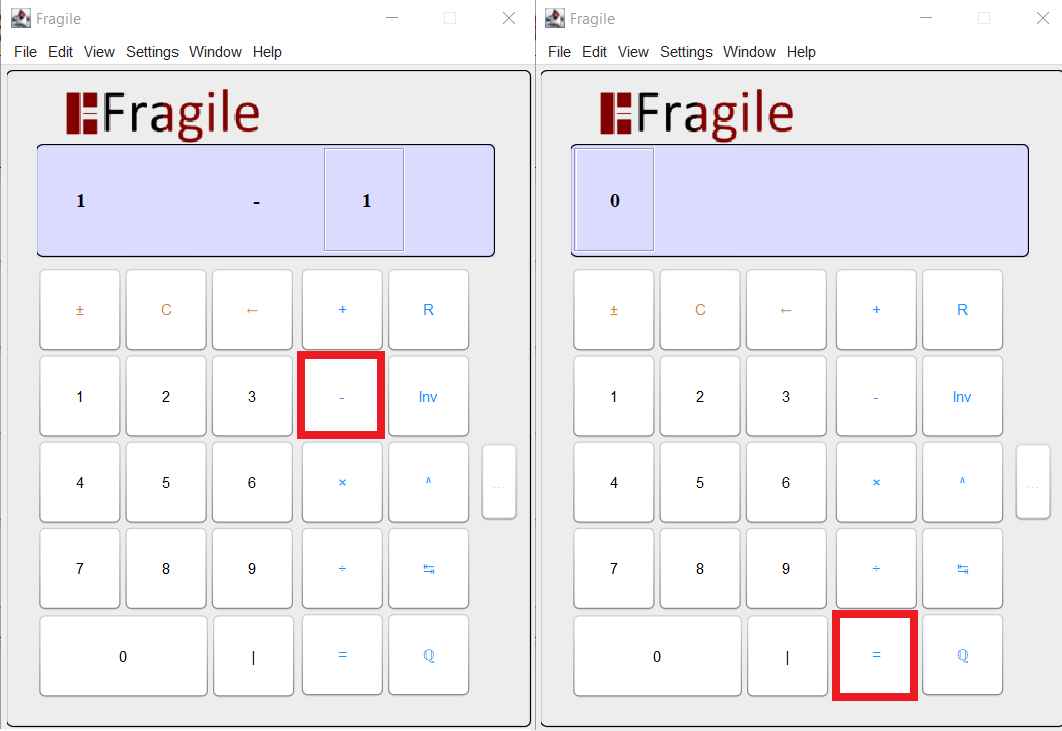 Fragile
File Edit View Settings Window Help
Fragile
1 - 1
± C ← + R
1 2 3 - Inv
4 5 6 × ^
...
7 8 9 ÷ ↹
0 | = ℚ
Fragile
File Edit View Settings Window Help
Fragile
0
± C ← + R
1 2 3 - Inv
4 5 6 × ^
...
7 8 9 ÷ ↹
0 | = ℚ